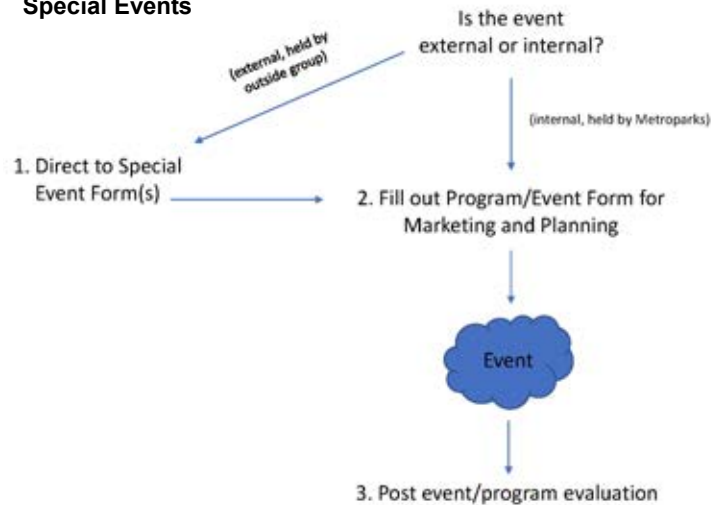 Special Events
Is the event
external or internal?
(external, held by
outside group)
(internal, held by Metroparks)
1. Direct to Special
Event Form(s)
2. Fill out Program/Event Form for
Marketing and Planning
Event
3. Post event/program evaluation